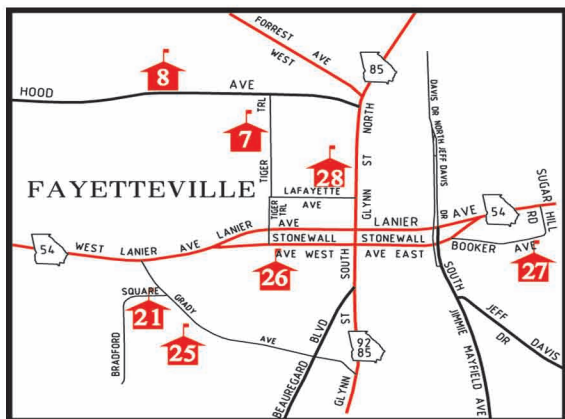 FORREST AVE
WEST
85
8
HOOD AVE
7
TIGER TRL
GLYNN ST NORTH
DAVIS DR NORTH JEFF DAVIS DR
28
FAYETTEVILLE
LAFAYETTE AVE
TIGER TRL
SUGAR HILL RD
54
LANIER AVE LANIER AVE
54
WEST LANIER AVE
STONEWALL STONEWALL
AVE WEST AVE EAST
BOOKER AVE
26
27
SQUARE
21
GRADY AVE
BRADFORD
25
SOUTH
GLYNN ST
BEAUREGARD BLVD
92
85
SOUTH JIMMIE MAYFIELD AVE
JEFF DAVIS DR